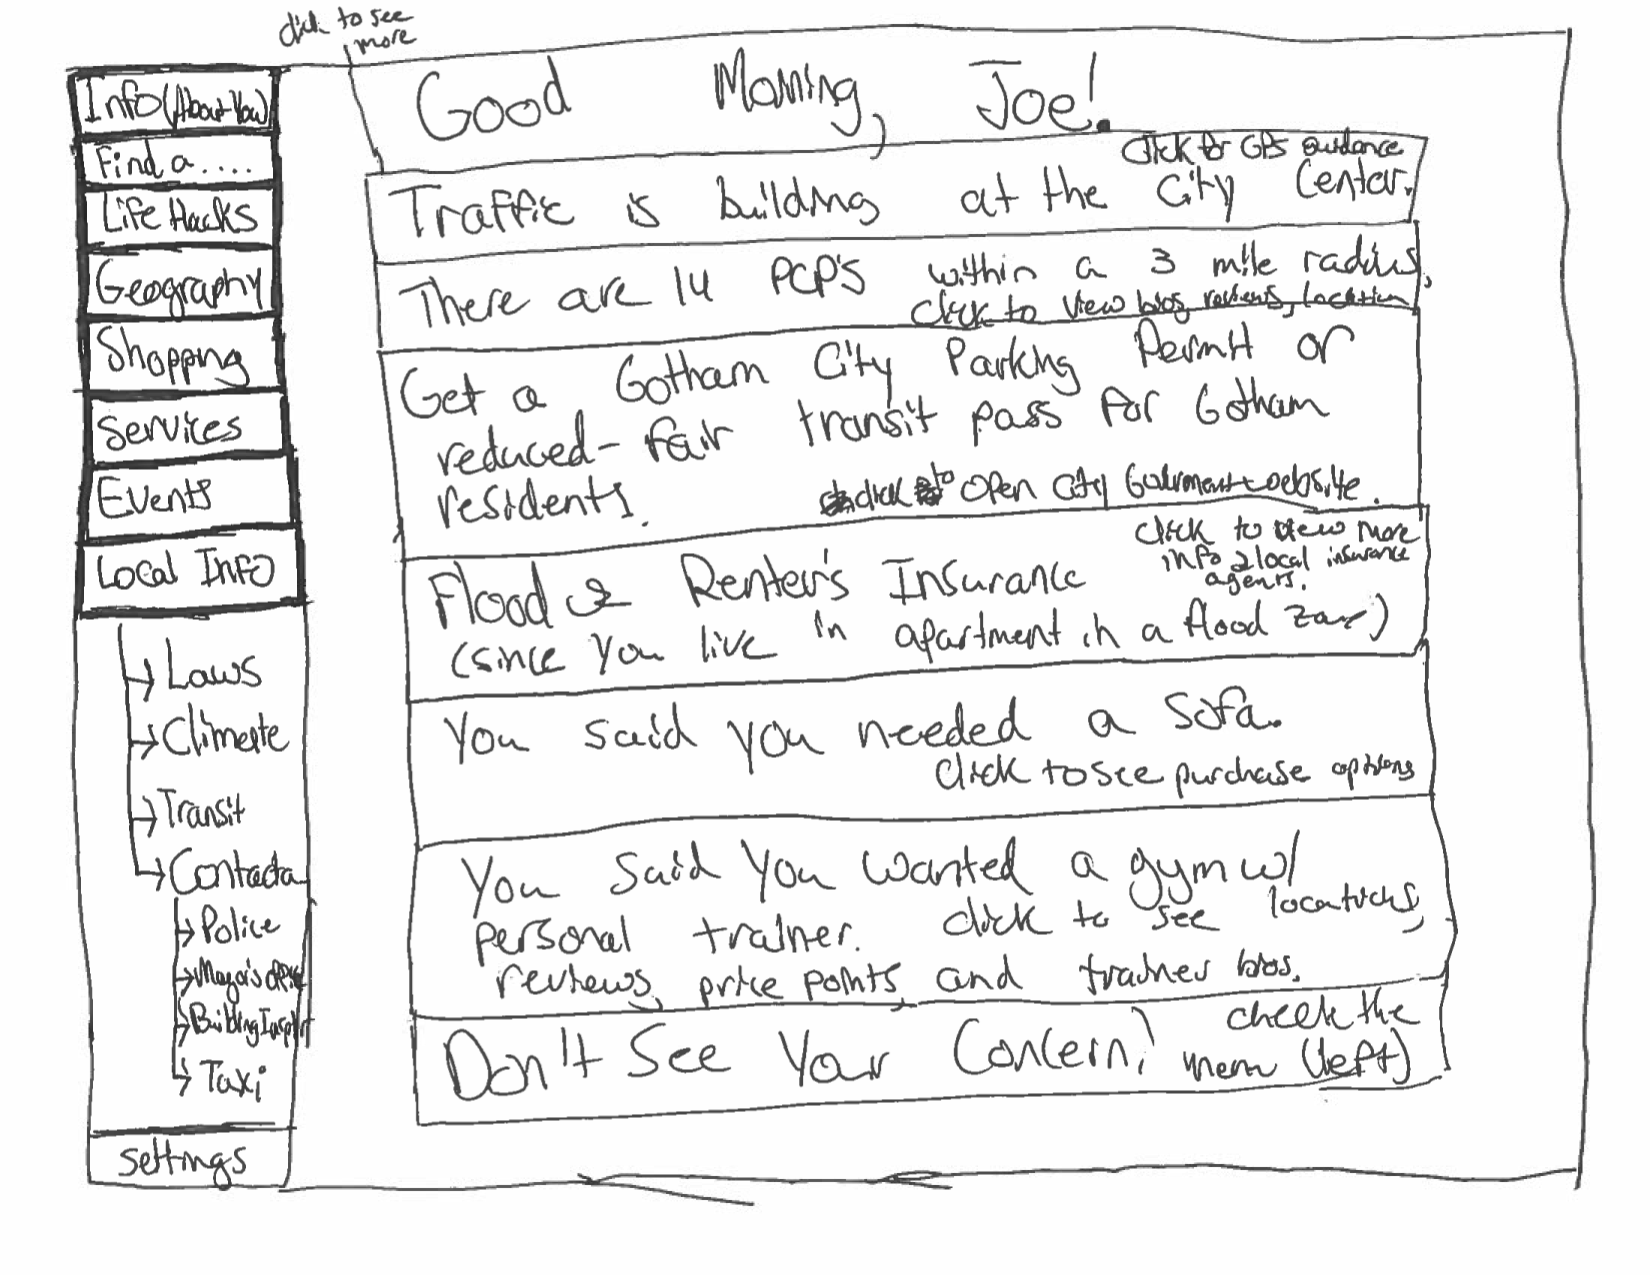 click to see
more
Info (About You)
Find a....
Life Hacks
Geography
Shopping
Services
Events
Local Info
Laws
Climate
Transit
Contacta
Police
Building
Taxi
settings
Good Morning, Joe!
Click for GPS guidance
Traffic is building at the City Center.
There are 14 PCP'S within a 3 mile radius,
click to view bios, reviews, location
Get a Gotham City Parking Permit or
reduced-fair transit pass for Gotham
residents.
click to open city website.
Flood & Renter's Insurance
click to view more
info & local insurance
agents.
(since you live in apartment in a flood zone)
You said you needed a sofa.
click to see purchase options
You said you wanted a gym w/
personal trainer. click to see locations,
reviews, price points, and trainer bios.
Don't See Your Concern?
check the
menu (left)